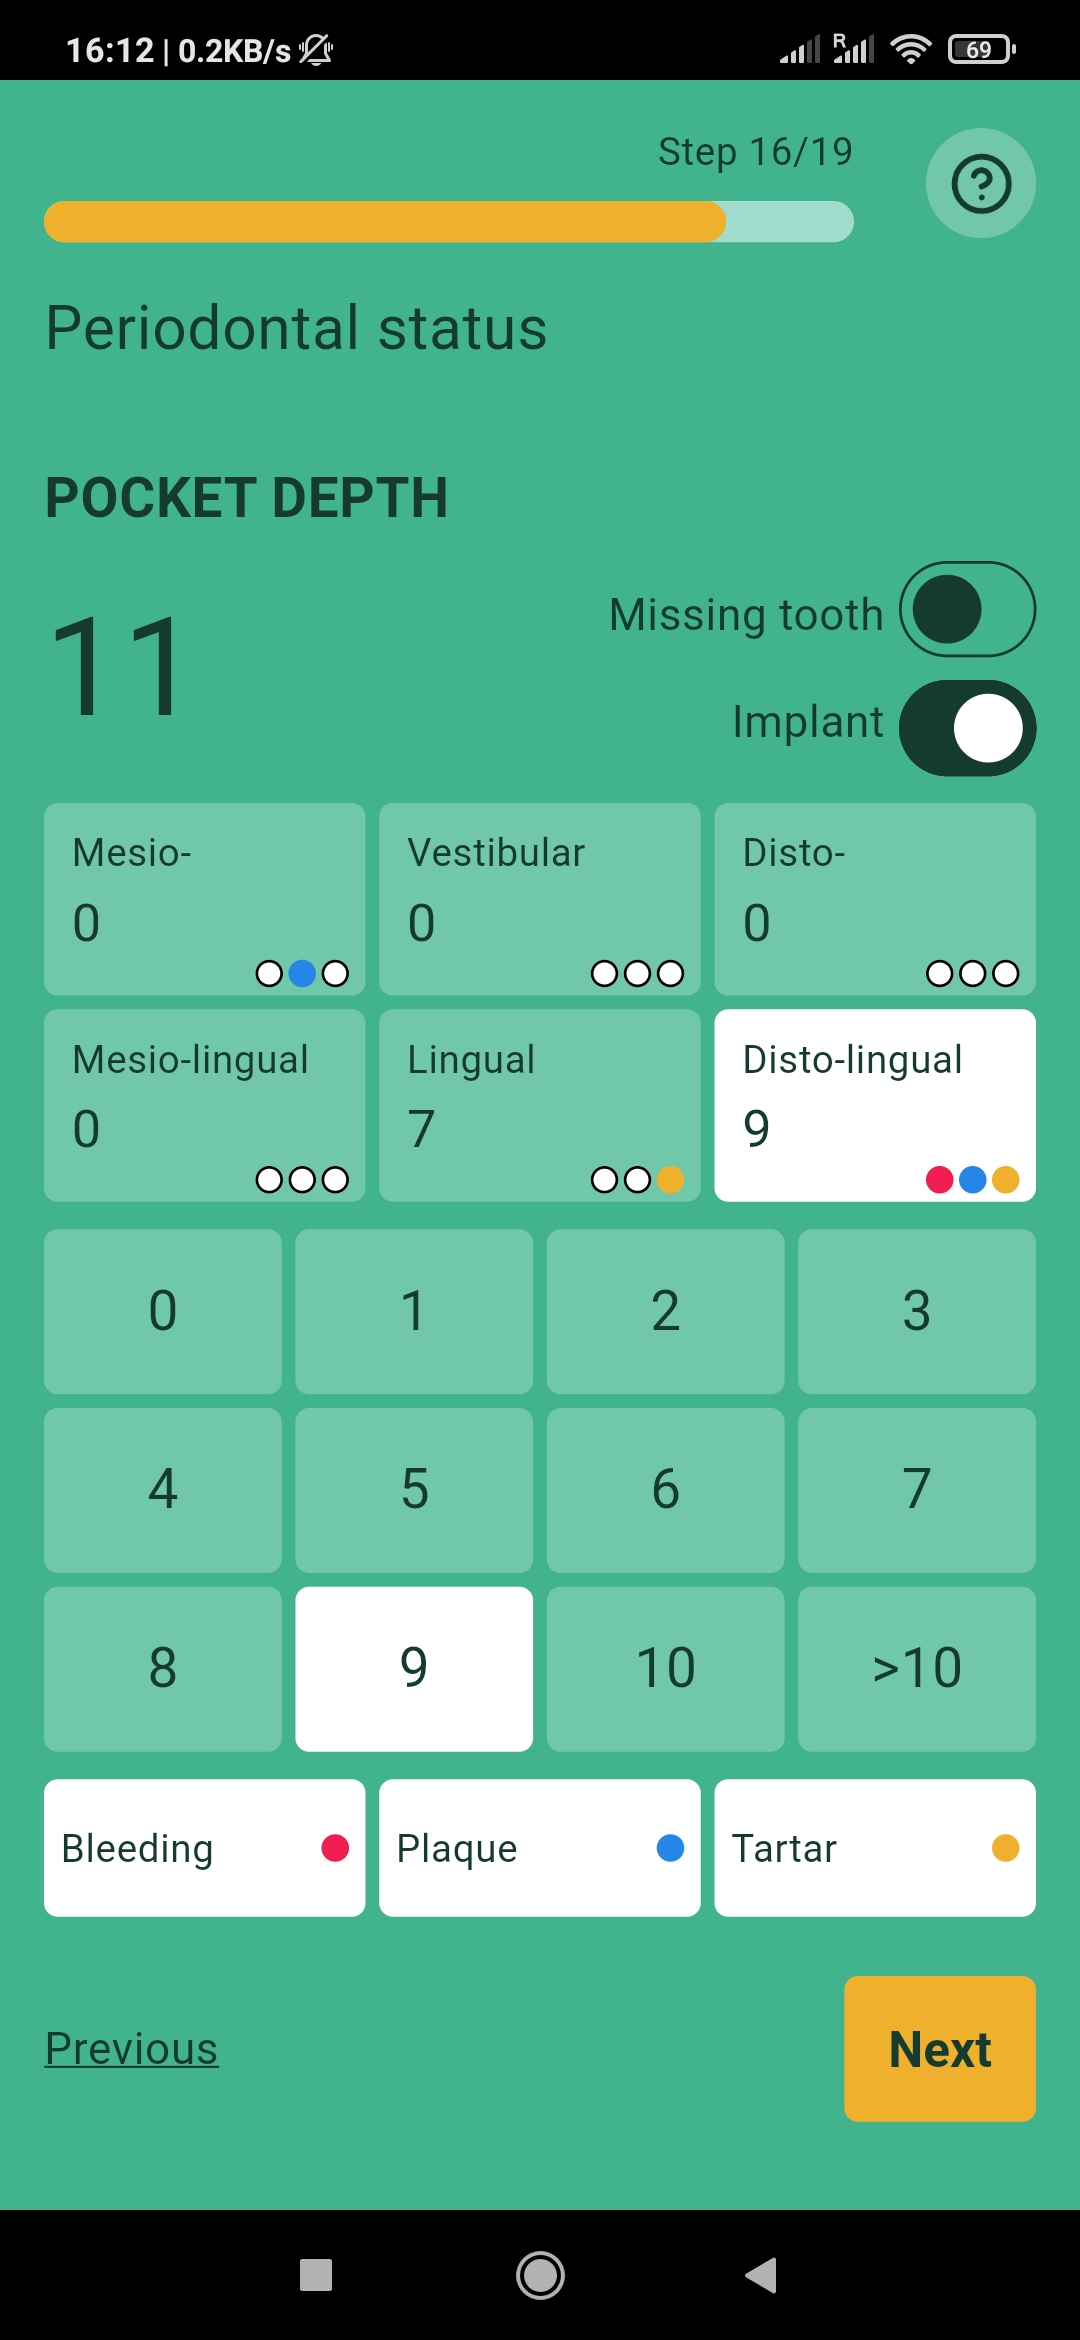 16:12 | 0.2KB/s
R
69
Step 16/19
Periodontal status
POCKET DEPTH
11
Missing tooth
Implant
Mesio- Vestibular Disto-
0 0 0
Mesio-lingual Lingual Disto-lingual
0 7 9
0 1 2 3
4 5 6 7
8 9 10 >10
Bleeding Plaque Tartar
Previous Next